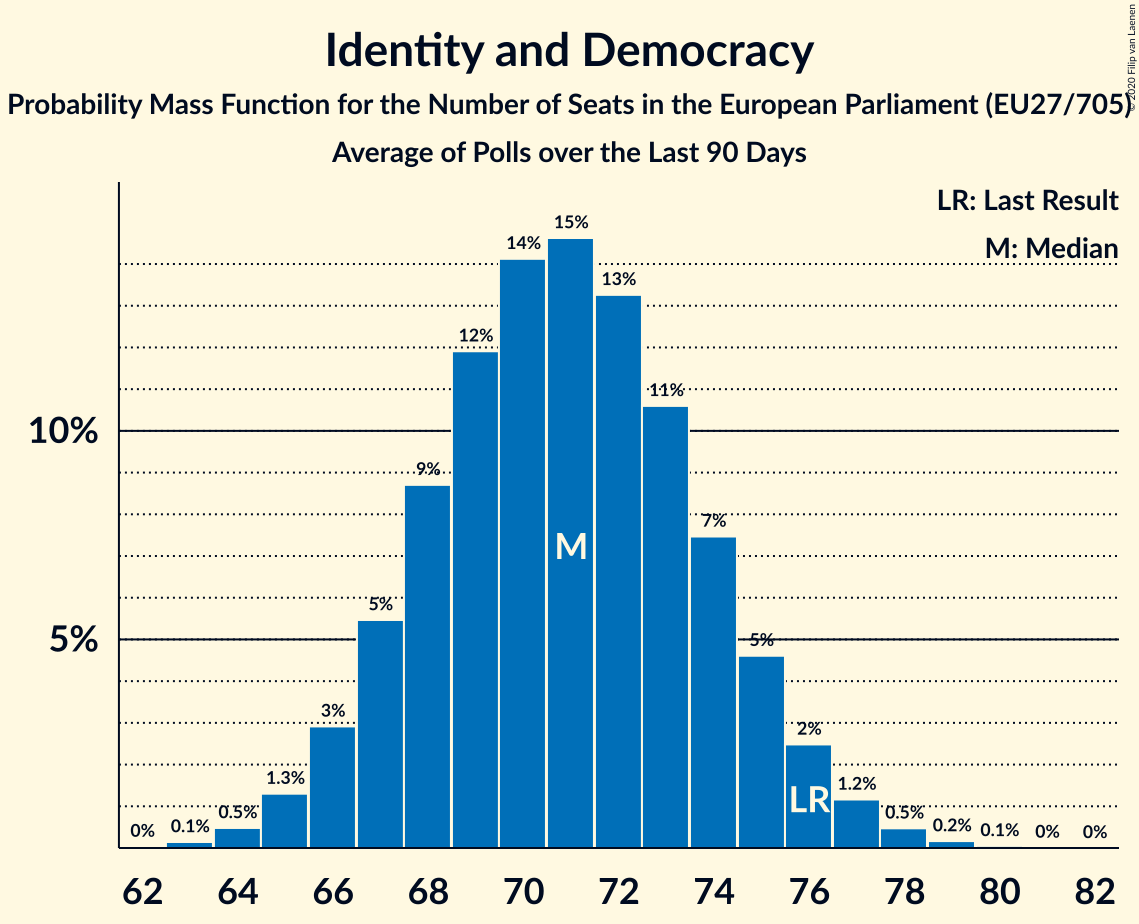 © 2020 Filip van Laenen
Identity and Democracy
Probability Mass Function for the Number of Seats in the European Parliament (EU27/705)
Average of Polls over the Last 90 Days
LR: Last Result
M: Median
10%
5%
0%
0.1%
0.5%
1.3%
3%
5%
9%
12%
14%
15%
13%
11%
7%
5%
2%
1.2%
0.5%
0.2%
0.1%
0%
0%
M
LR
62 64 66 68 70 72 74 76 78 80 82